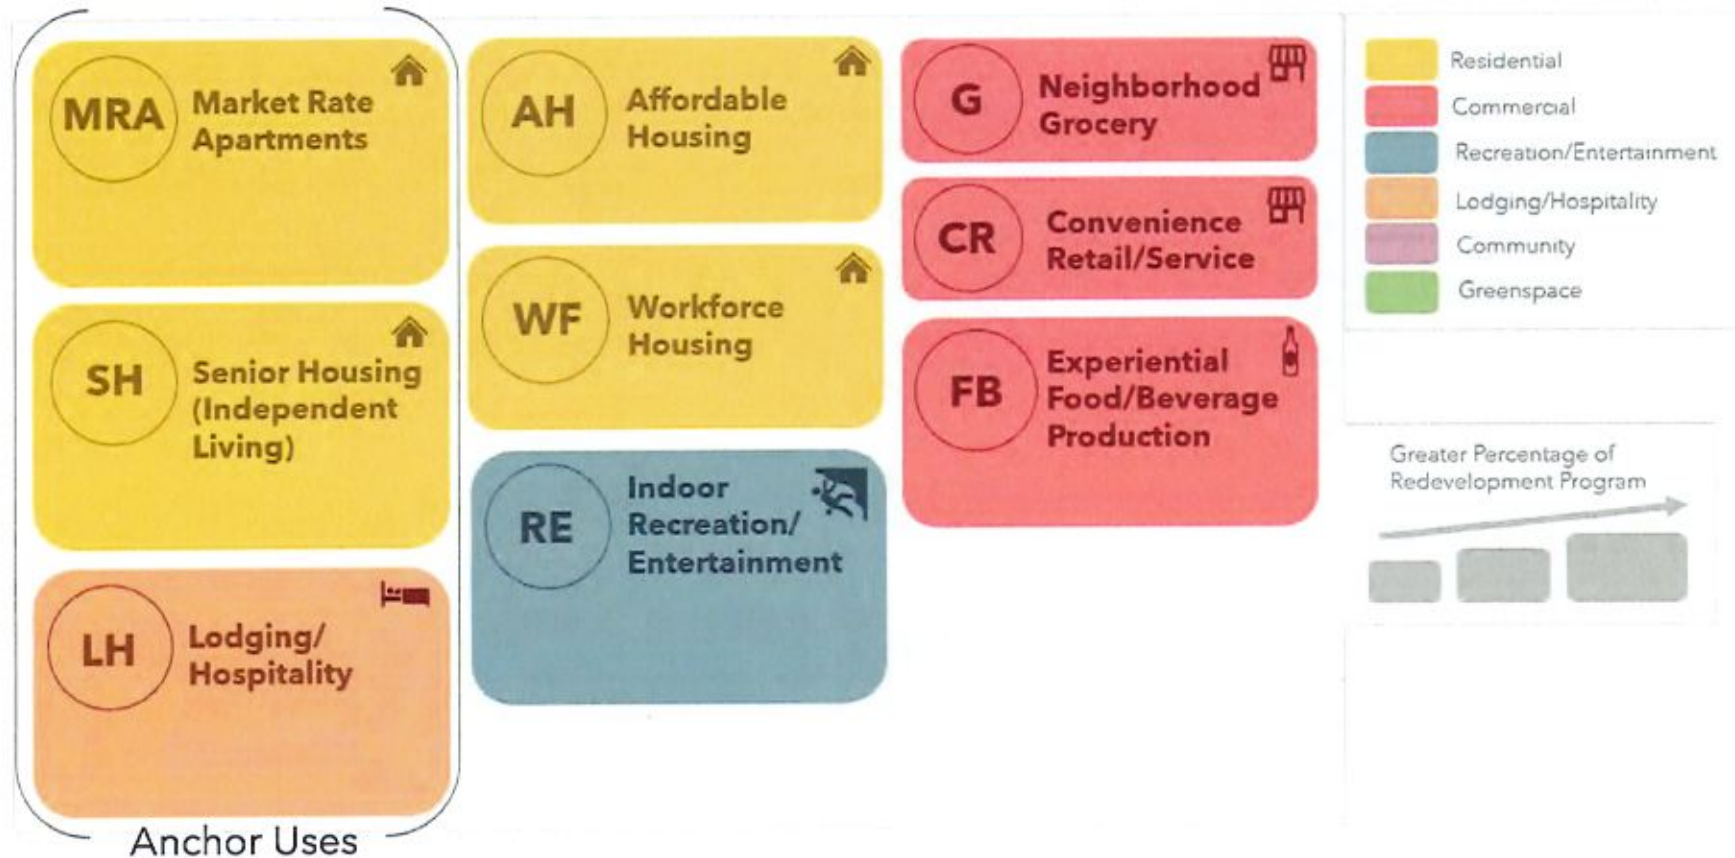 MRA
Market Rate
Apartments
SH
Senior Housing
(Independent
Living)
LH
Lodging/
Hospitality
Anchor Uses
AH
Affordable
Housing
WF
Workforce
Housing
RE
Indoor
Recreation/
Entertainment
G
Neighborhood
Grocery
CR
Convenience
Retail/Service
FB
Experiential
Food/Beverage
Production
Residential
Commercial
Recreation/Entertainment
Lodging/Hospitality
Community
Greenspace
Greater Percentage of
Redevelopment Program